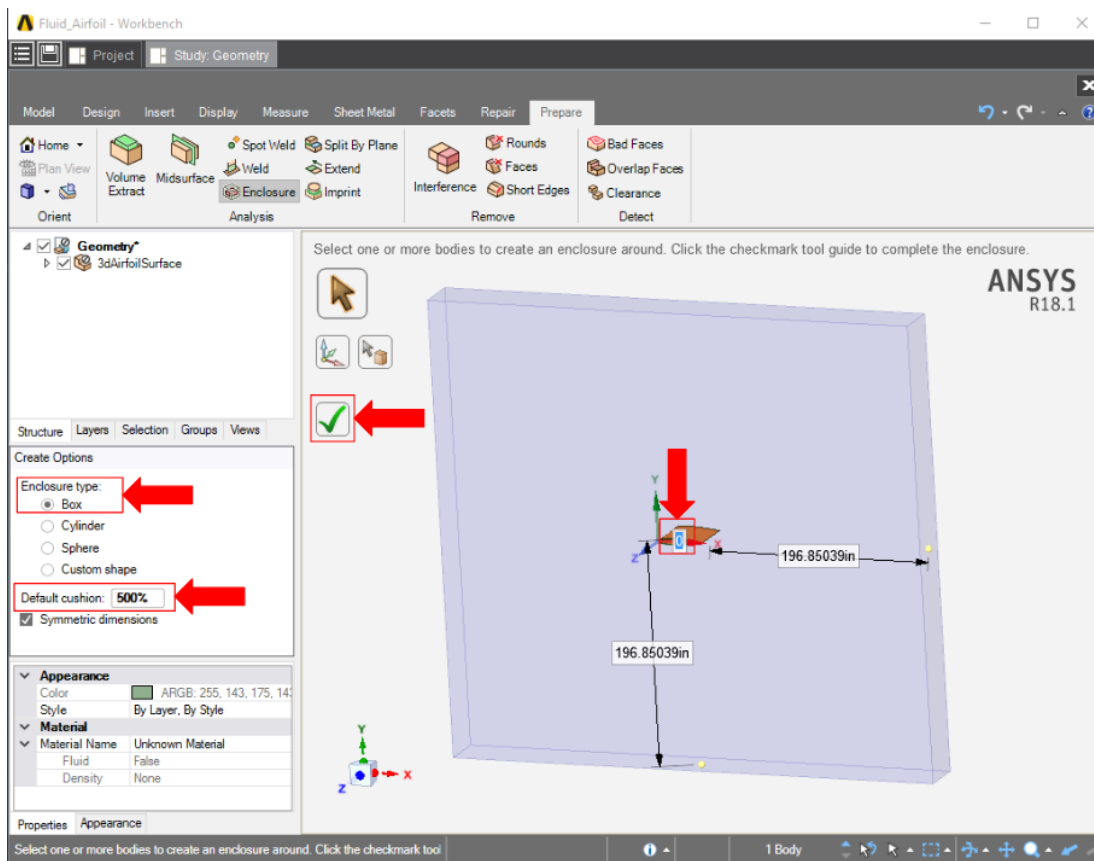 Fluid_Airfoil - Workbench
Project Study: Geometry
Model Design Insert Display Measure Sheet Metal Facets Repair Prepare
Home
Plan View
Orient
Volume Extract
Midsurface
Spot Weld
Weld
Enclosure
Split By Plane
Extend
Imprint
Analysis
Interference
Rounds
Faces
Short Edges
Remove
Bad Faces
Overlap Faces
Clearance
Detect
Geometry*
3dAirfoilSurface
Structure Layers Selection Groups Views
Create Options
Enclosure type:
Box
Cylinder
Sphere
Custom shape
Default cushion: 500%
Symmetric dimensions
Appearance
Color ARGB: 255, 143, 175, 143
Style By Layer, By Style
Material
Material Name Unknown Material
Fluid False
Density None
Properties Appearance
Select one or more bodies to create an enclosure around. Click the checkmark tool guide to complete the enclosure.
ANSYS
R18.1
Y
0
X
Z
196.85039in
196.85039in
Y
X
Z
Select one or more bodies to create an enclosure around. Click the checkmark tool
1 Body